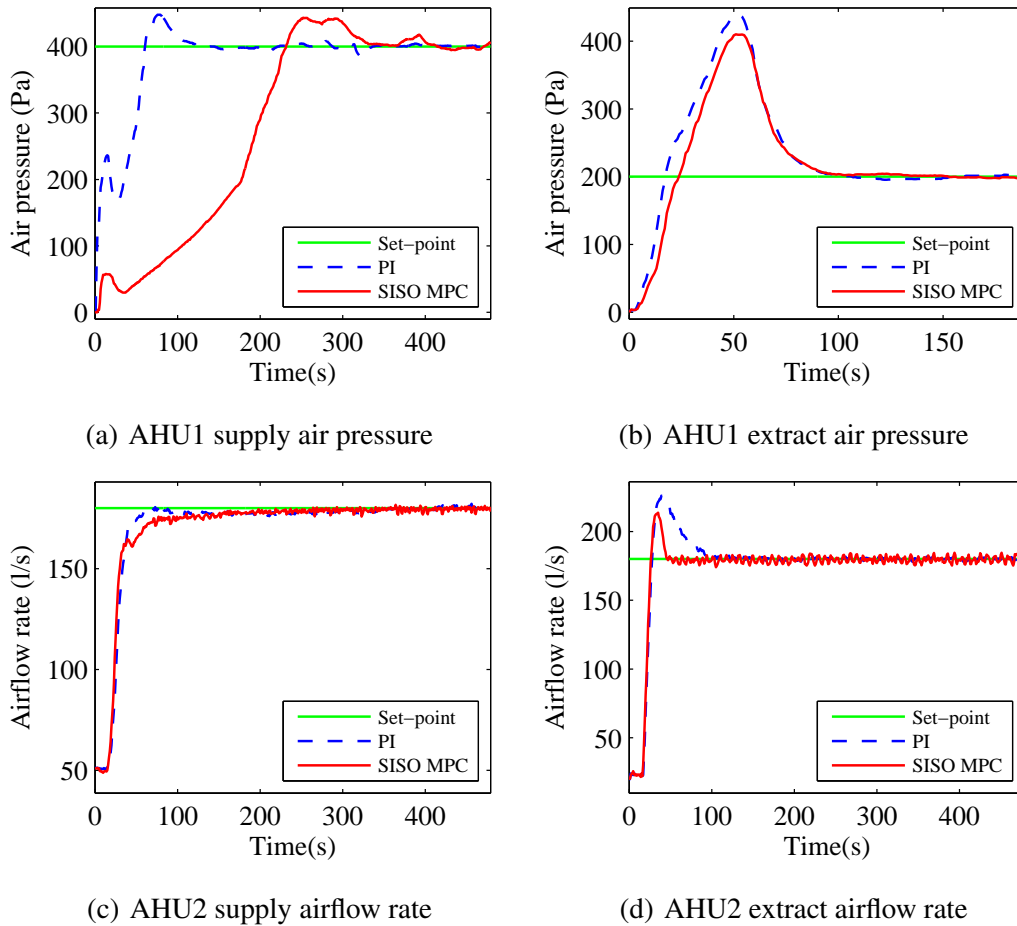 400
300
200
100
0
Air pressure (Pa)
0 100 200 300 400
Time(s)
Set-point
PI
SISO MPC
(a) AHU1 supply air pressure
400
300
200
100
0
Air pressure (Pa)
0 50 100 150
Time(s)
Set-point
PI
SISO MPC
(b) AHU1 extract air pressure
150
100
50
Airflow rate (l/s)
0 100 200 300 400
Time(s)
Set-point
PI
SISO MPC
(c) AHU2 supply airflow rate
200
150
100
50
Airflow rate (l/s)
0 100 200 300 400
Time(s)
Set-point
PI
SISO MPC
(d) AHU2 extract airflow rate